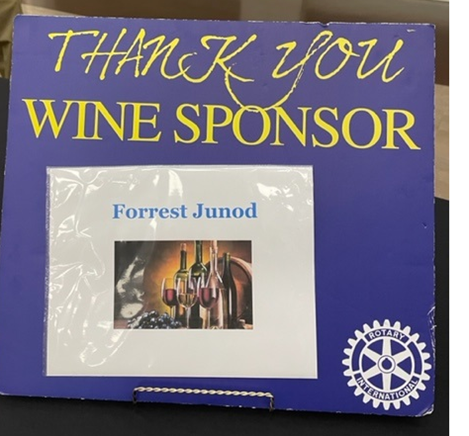 THANK YOU
WINE SPONSOR
Forrest Junod
ROTARY
INTERNATIONAL